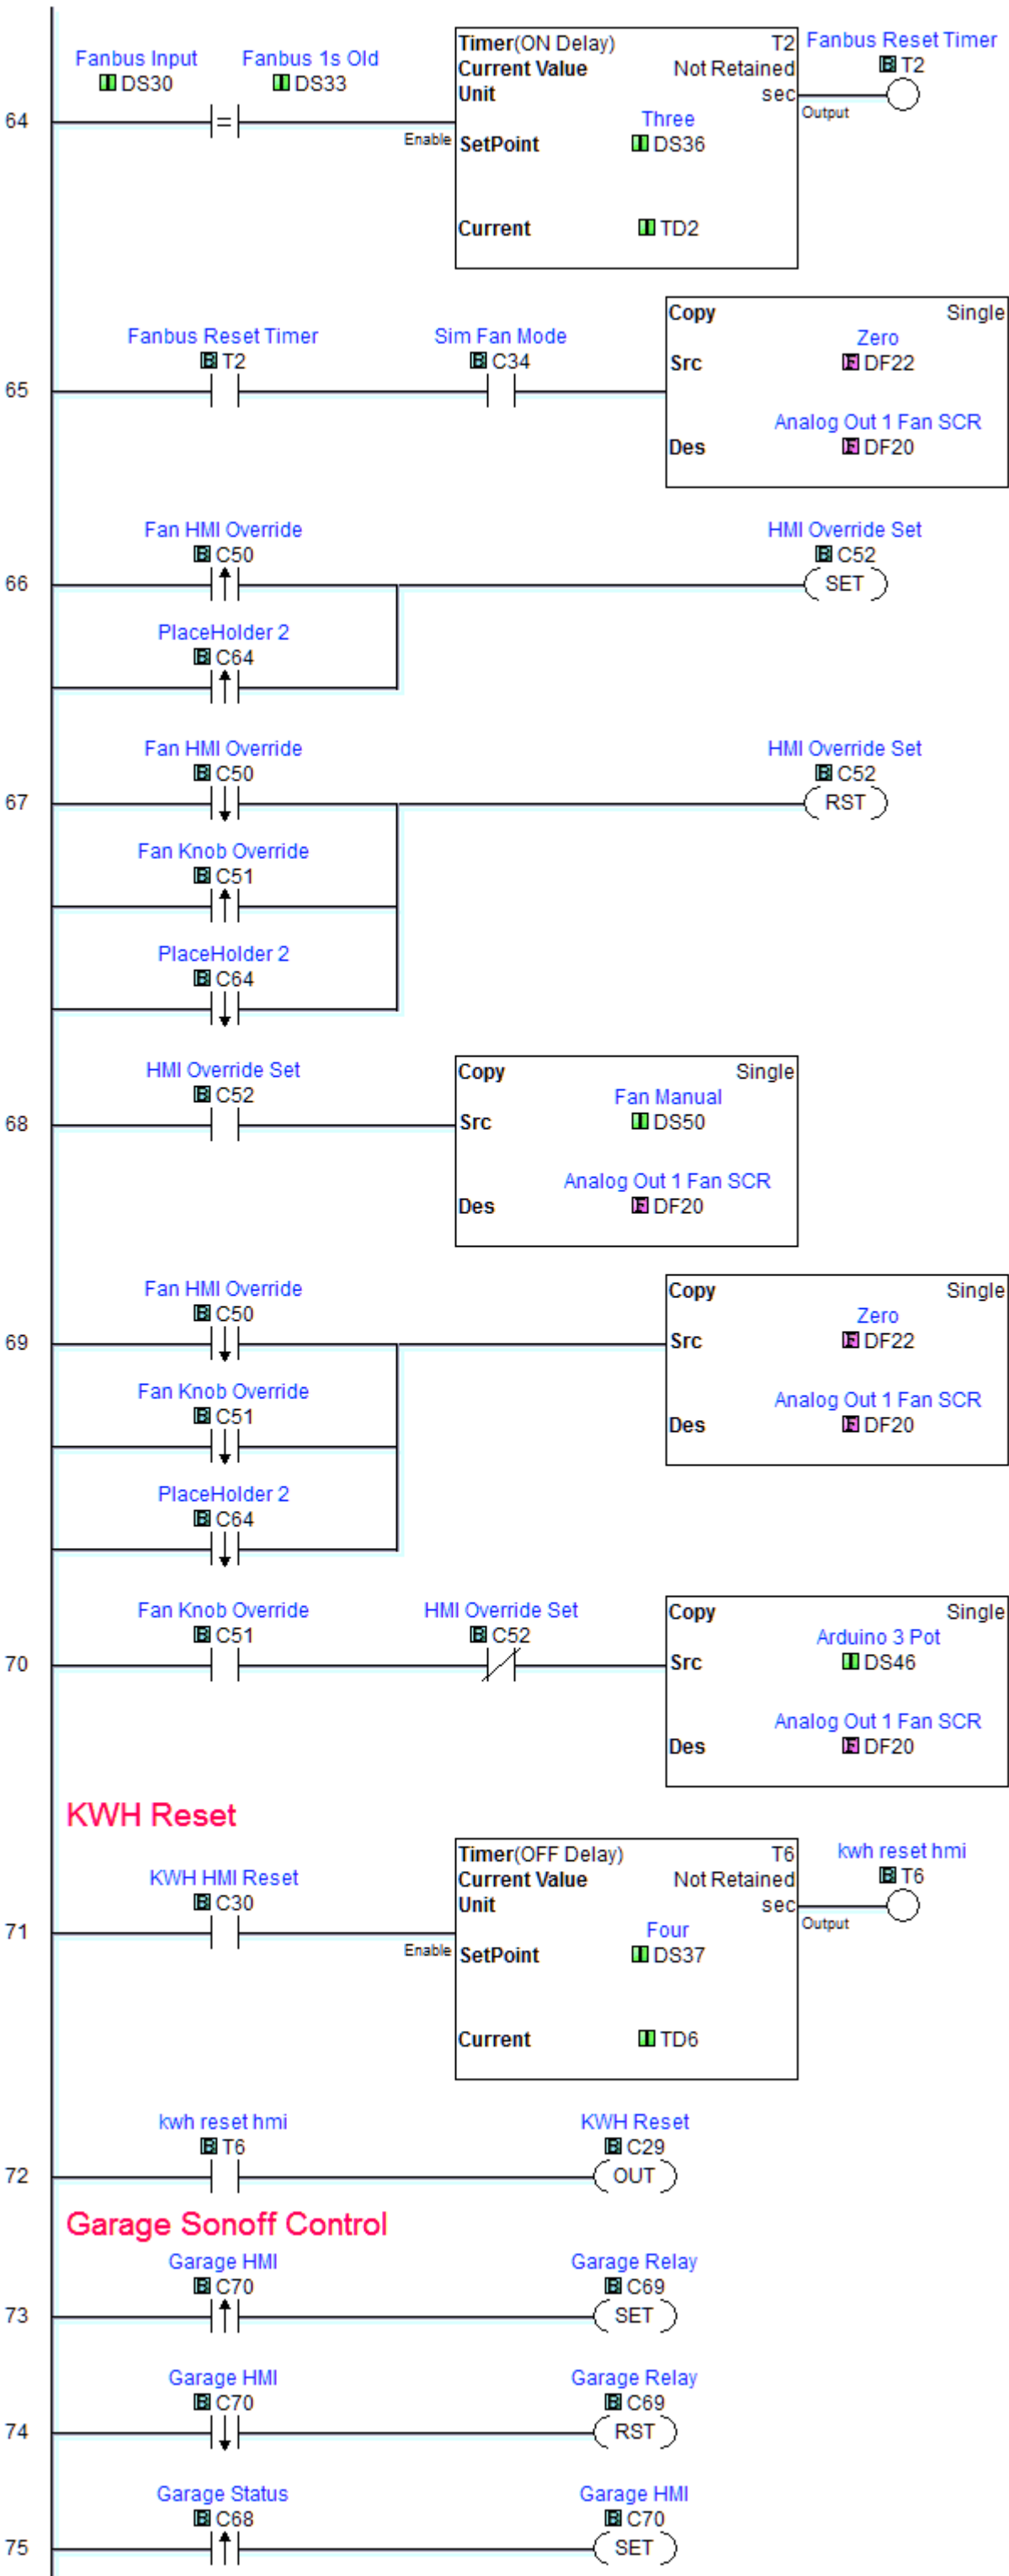 Fanbus Input Fanbus 1s Old
DS30 DS33
64
=
Timer(ON Delay) T2
Current Value Not Retained
Unit sec
Enable SetPoint
Three
DS36
Current TD2
Fanbus Reset Timer
T2
Output
Fanbus Reset Timer Sim Fan Mode
T2 C34
65
Copy Single
Zero
Src DF22
Analog Out 1 Fan SCR
Des DF20
Fan HMI Override HMI Override Set
C50 C52
66 SET
PlaceHolder 2
C64
Fan HMI Override HMI Override Set
C50 C52
67 RST
Fan Knob Override
C51
PlaceHolder 2
C64
HMI Override Set
C52
68
Copy Single
Fan Manual
Src DS50
Analog Out 1 Fan SCR
Des DF20
Fan HMI Override
C50
69
Fan Knob Override
C51
PlaceHolder 2
C64
Copy Single
Zero
Src DF22
Analog Out 1 Fan SCR
Des DF20
Fan Knob Override HMI Override Set
C51 C52
70
Copy Single
Arduino 3 Pot
Src DS46
Analog Out 1 Fan SCR
Des DF20
KWH Reset
KWH HMI Reset
C30
71
Timer(OFF Delay) T6
Current Value Not Retained
Unit sec
Four
Enable SetPoint DS37
Current TD6
kwh reset hmi
T6
Output
kwh reset hmi KWH Reset
T6 C29
72 OUT
Garage Sonoff Control
Garage HMI Garage Relay
C70 C69
73 SET
Garage HMI Garage Relay
C70 C69
74 RST
Garage Status Garage HMI
C68 C70
75 SET